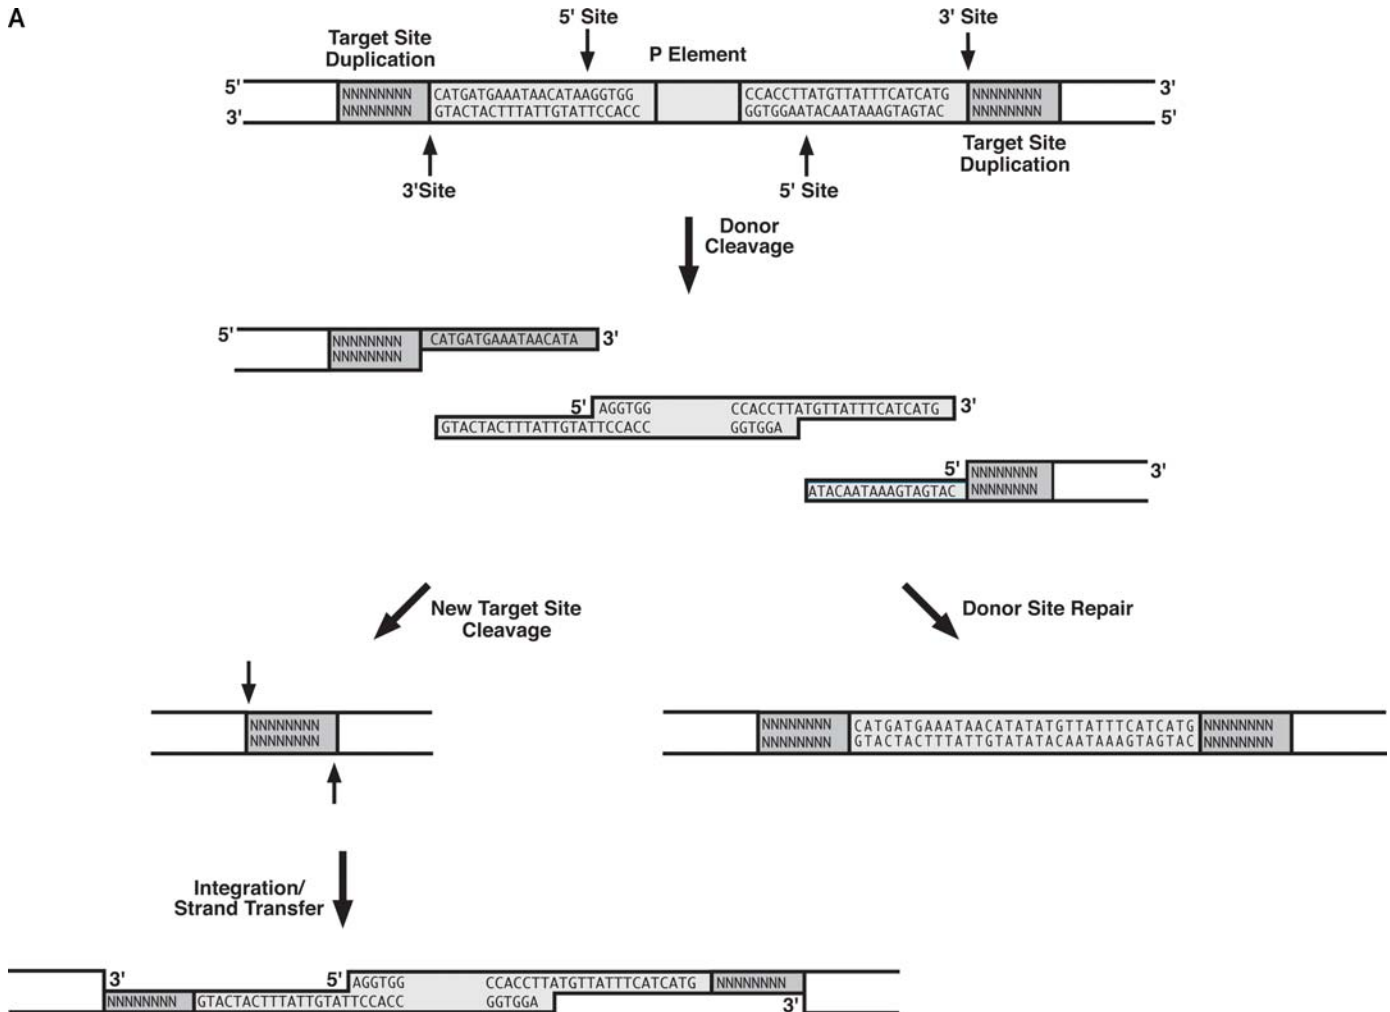 A
5' Site
3' Site
Target Site
Duplication
P Element
5'
NNNNNNNN
CATGATGAAATAACATAAGGTGG
CCACCTTATGTTATTTCATCATG
NNNNNNNN
3'
3'
NNNNNNNN
GTACTACTTTATTGTATTCCACC
GGTGGAATACAATAAAGTAGTAC
NNNNNNNN
5'
3'Site
5' Site
Target Site
Duplication
Donor
Cleavage
5'
NNNNNNNN
CATGATGAAATAACATA
3'
NNNNNNNN
5'
AGGTGG
CCACCTTATGTTATTTCATCATG
3'
GTACTACTTTATTGTATTCCACC
GGTGGA
5'
NNNNNNNN
3'
ATACAATAAAGTAGTAC
NNNNNNNN
New Target Site
Cleavage
Donor Site Repair
NNNNNNNN
NNNNNNNN
NNNNNNNN
CATGATGAAATAACATATATGTTATTTCATCATG
NNNNNNNN
NNNNNNNN
GTACTACTTTATTGTATATACAATAAAGTAGTAC
NNNNNNNN
Integration/
Strand Transfer
3'
5'
AGGTGG
CCACCTTATGTTATTTCATCATG
NNNNNNNN
NNNNNNNN
GTACTACTTTATTGTATTCCACC
GGTGGA
3'